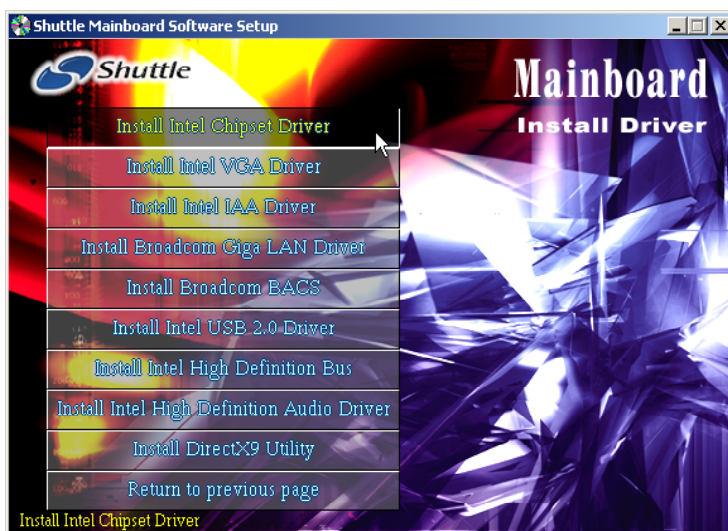 Shuttle Mainboard Software Setup
Shuttle
Mainboard
Install Driver
Install Intel Chipset Driver
Install Intel VGA Driver
Install Intel IAA Driver
Install Broadcom Giga LAN Driver
Install Broadcom BACS
Install Intel USB 2.0 Driver
Install Intel High Definition Bus
Install Intel High Definition Audio Driver
Install DirectX9 Utility
Return to previous page
Install Intel Chipset Driver